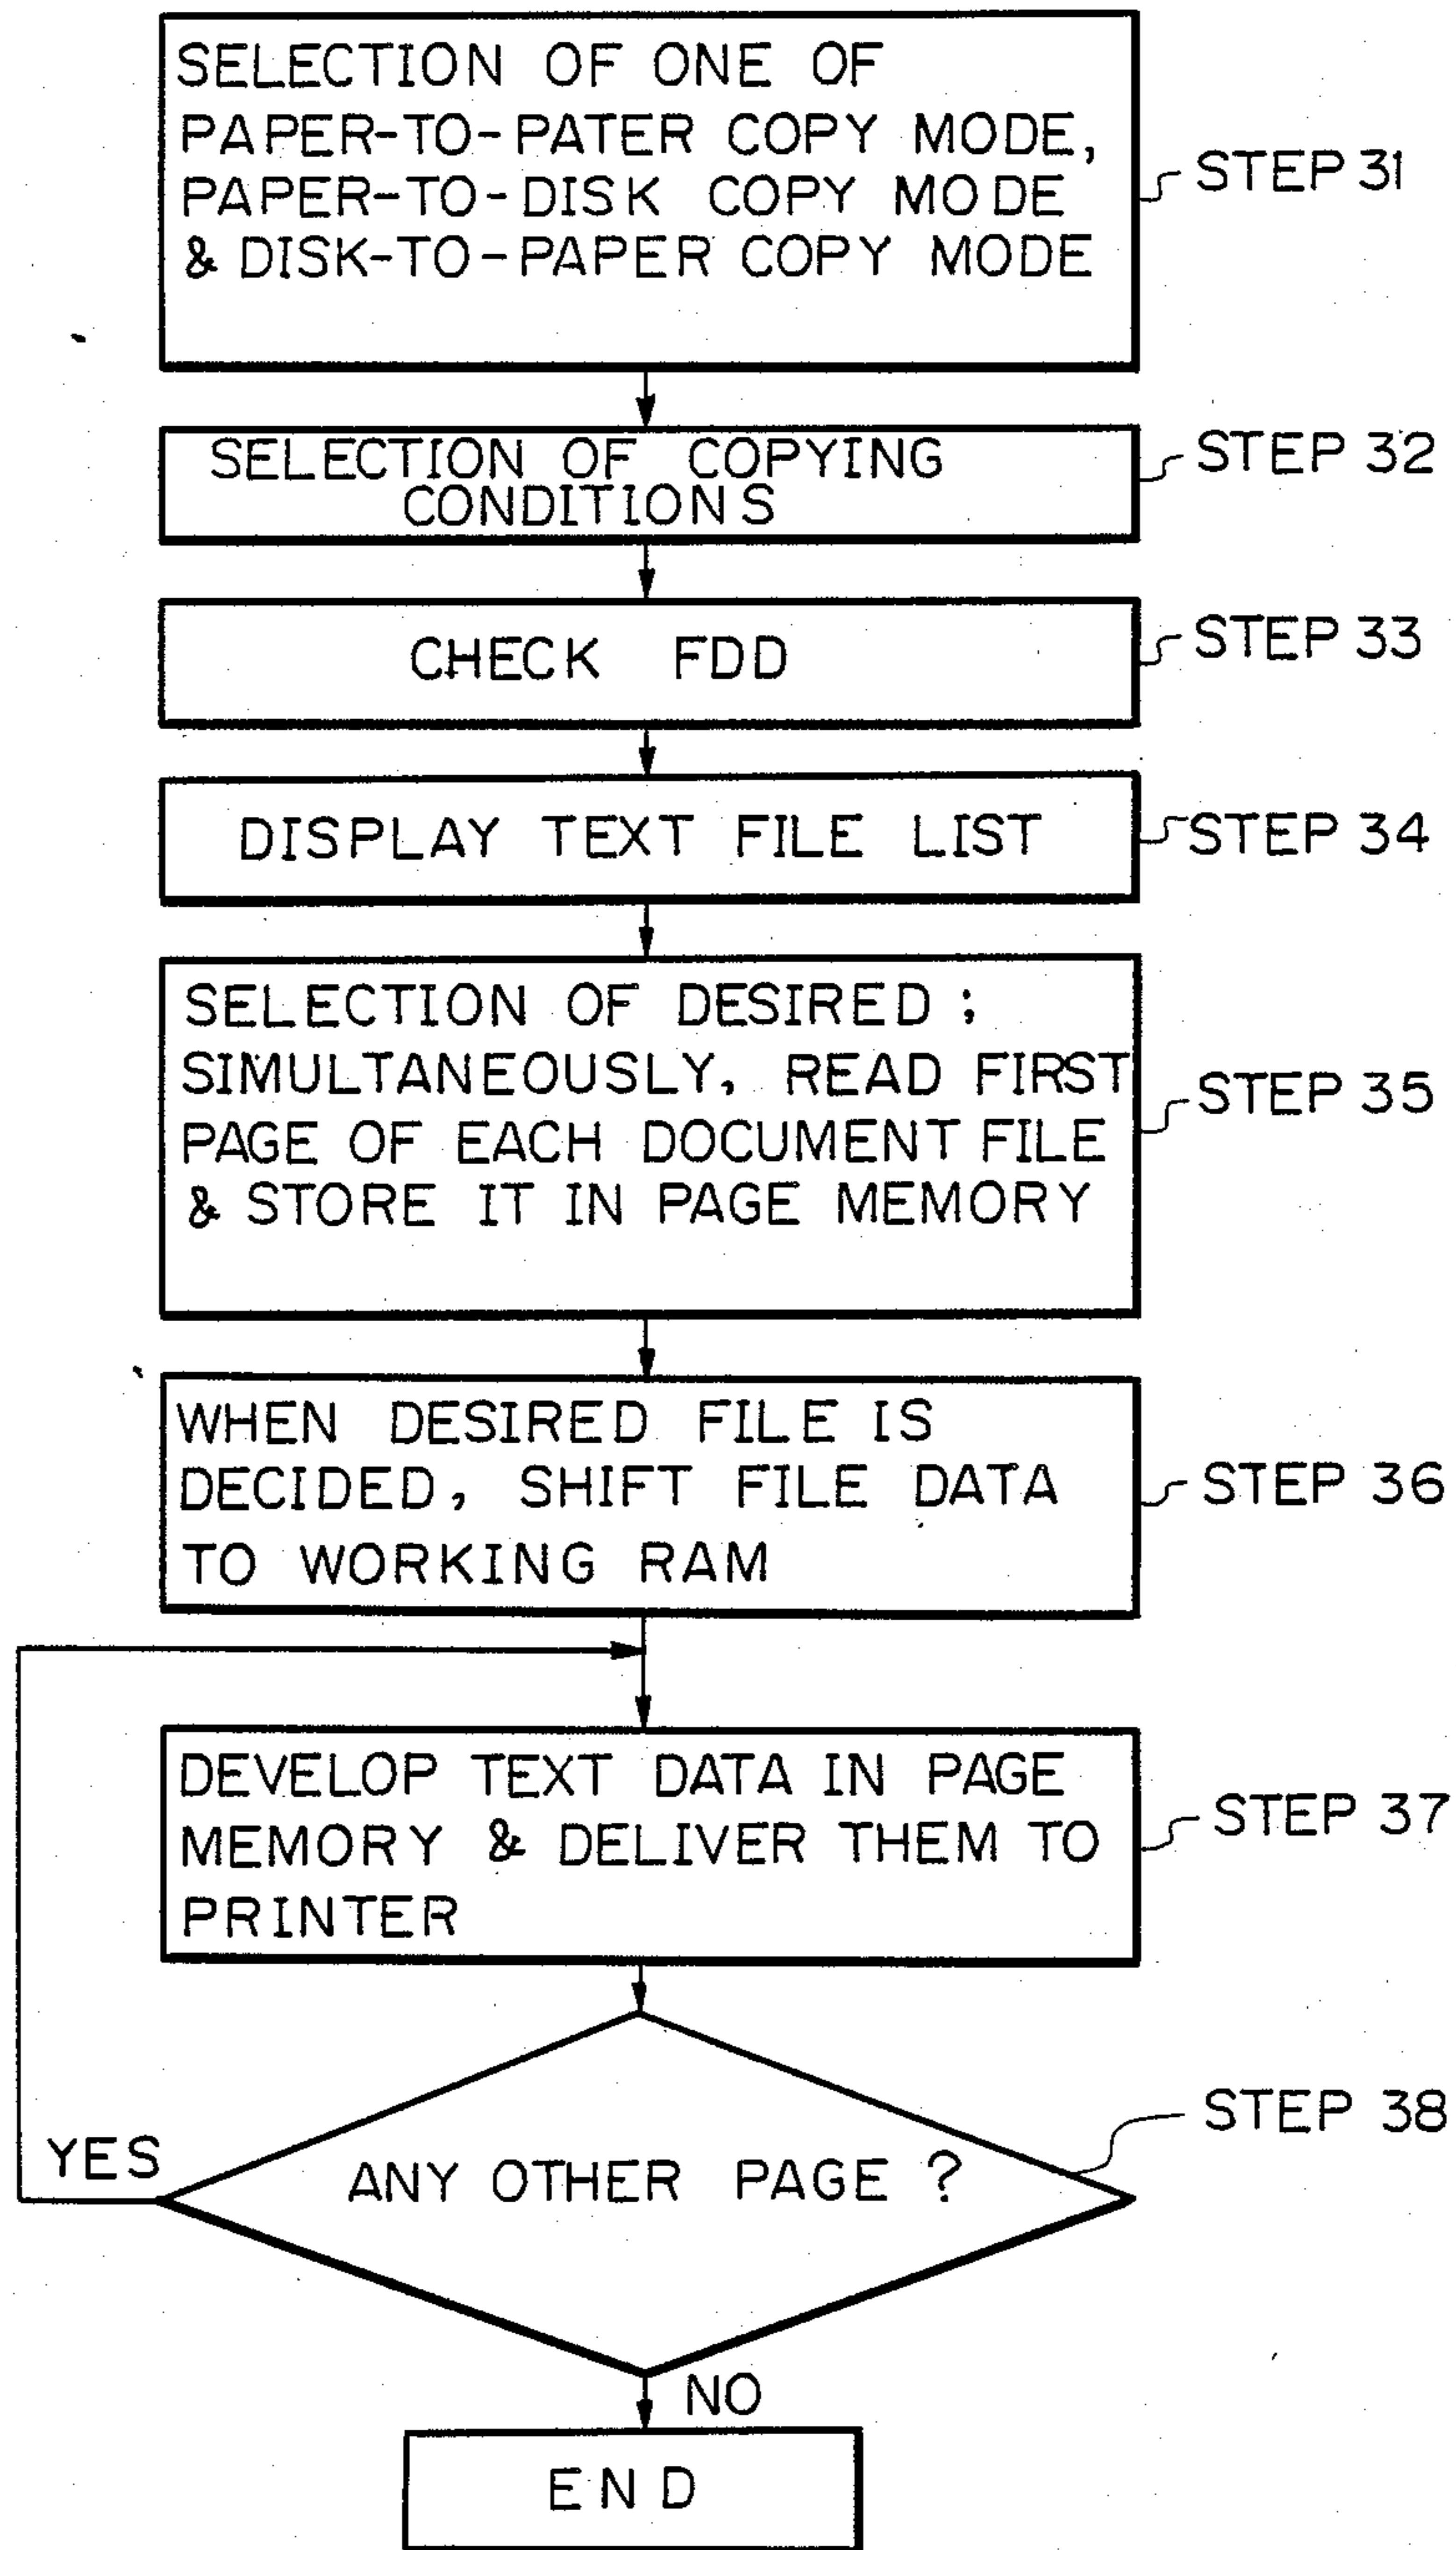 SELECTION OF ONE OF
PAPER-TO-PATER COPY MODE,
PAPER-TO-DISK COPY MODE
& DISK-TO-PAPER COPY MODE
STEP 31
SELECTION OF COPYING
CONDITIONS
STEP 32
CHECK FDD
STEP 33
DISPLAY TEXT FILE LIST
STEP 34
SELECTION OF DESIRED ;
SIMULTANEOUSLY, READ FIRST
PAGE OF EACH DOCUMENT FILE
& STORE IT IN PAGE MEMORY
STEP 35
WHEN DESIRED FILE IS
DECIDED, SHIFT FILE DATA
TO WORKING RAM
STEP 36
DEVELOP TEXT DATA IN PAGE
MEMORY & DELIVER THEM TO
PRINTER
STEP 37
ANY OTHER PAGE ?
STEP 38
YES
NO
END